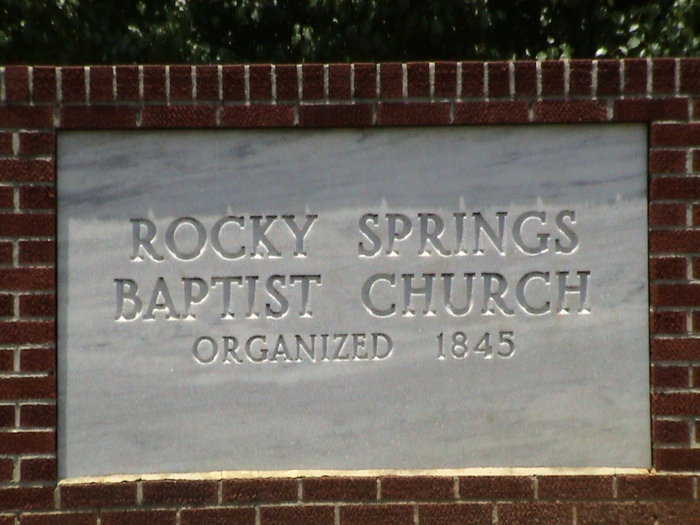 ROCKY SPRINGS
BAPTIST CHURCH
ORGANIZED 1845